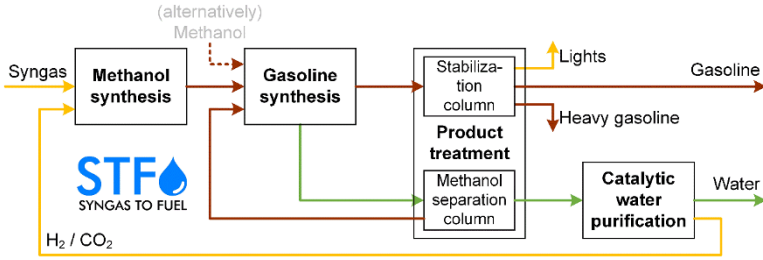 (alternatively)
Methanol
Syngas
Methanol
synthesis
Gasoline
synthesis
Stabiliza-
tion
column
Lights
Gasoline
Heavy gasoline
Product
treatment
Methanol
separation
column
Catalytic
water
purification
Water
STF
SYNGAS TO FUEL
H₂ / CO₂